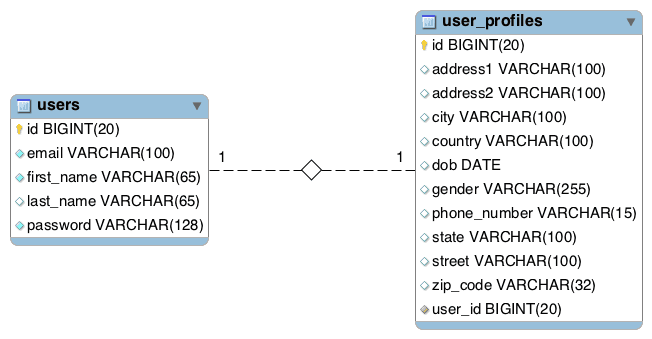 users
id BIGINT(20)
email VARCHAR(100)
first_name VARCHAR(65)
last_name VARCHAR(65)
password VARCHAR(128)
1
1
user_profiles
id BIGINT(20)
address1 VARCHAR(100)
address2 VARCHAR(100)
city VARCHAR(100)
country VARCHAR(100)
dob DATE
gender VARCHAR(255)
phone_number VARCHAR(15)
state VARCHAR(100)
street VARCHAR(100)
zip_code VARCHAR(32)
user_id BIGINT(20)